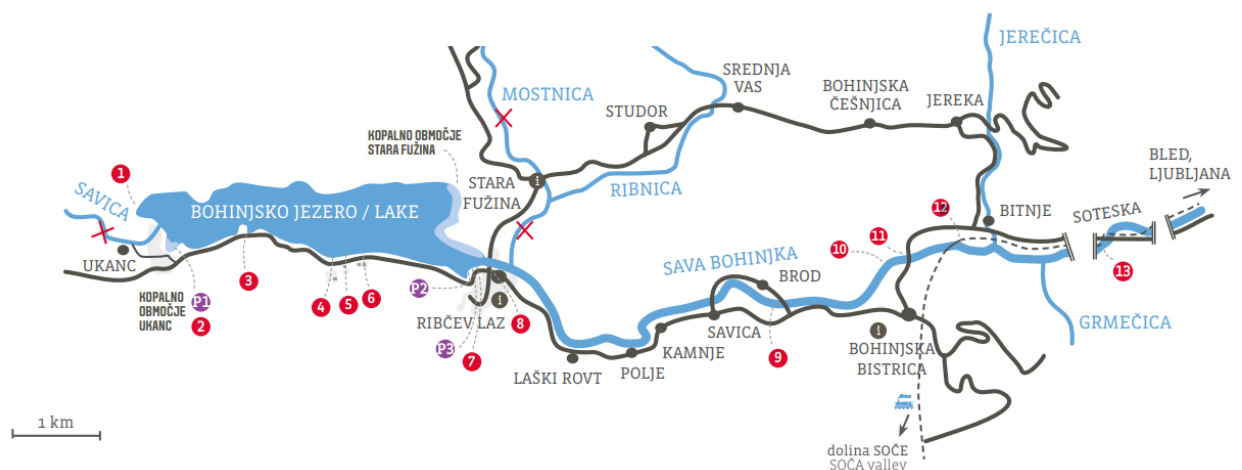 JEREČICA
SREDNJA
VAS
BOHINJSKA
ČEŠNJICA
JEREKA
MOSTNICA
STUDOR
KOPALNO OBMOČJE
STARA FUŽINA
BLED,
LJUBLJANA
1
SAVICA
STARA
FUŽINA
i
RIBNICA
BOHINJSKO JEZERO / LAKE
12
BITNJE
SOTESKA
UKANC
10
11
13
SAVA BOHINJKA
BROD
KOPALNO
OBMOČJE
UKANC
P1
2
3
4
5
6
P2
i
RIBČEV LAZ
8
P3
7
SAVICA
KAMNJE
POLJE
LAŠKI ROVT
9
i
BOHINJSKA
BISTRICA
GRMEČICA
1 km
dolina SOČE
SOČA valley